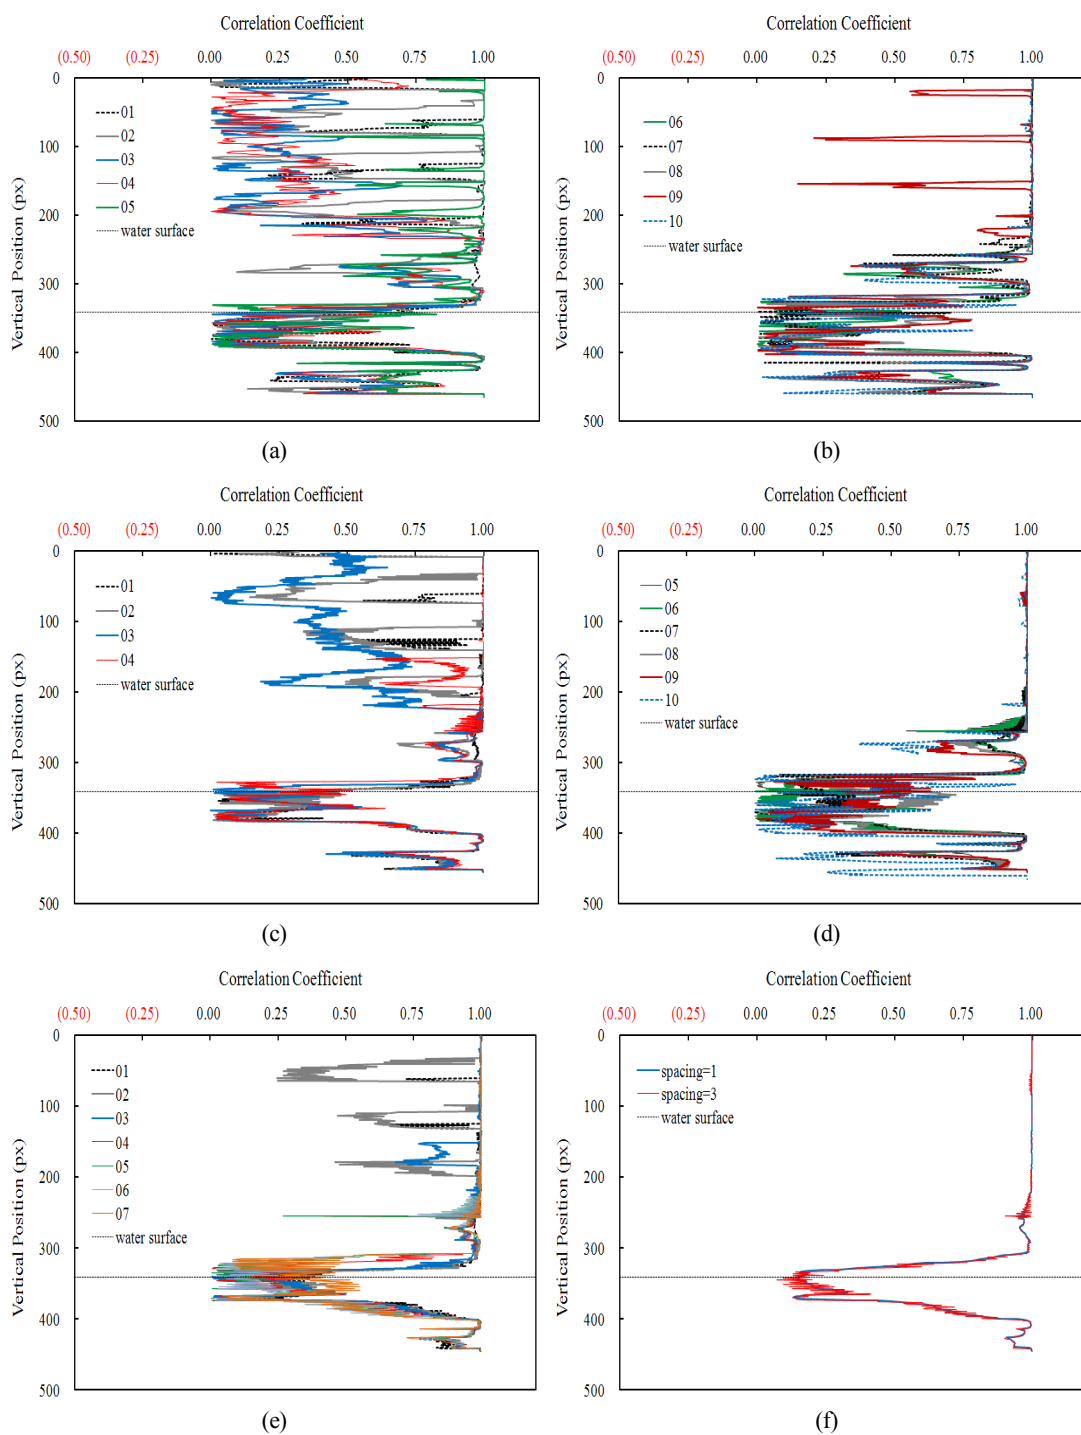 Correlation Coefficient
(0.50) (0.25) 0.00 0.25 0.50 0.75 1.00
0
100
200
300
400
500
Vertical Position (px)
01
02
03
04
05
water surface
(a)
Correlation Coefficient
(0.50) (0.25) 0.00 0.25 0.50 0.75 1.00
0
100
200
300
400
500
Vertical Position (px)
06
07
08
09
10
water surface
(b)
Correlation Coefficient
(0.50) (0.25) 0.00 0.25 0.50 0.75 1.00
0
100
200
300
400
500
Vertical Position (px)
01
02
03
04
water surface
(c)
Correlation Coefficient
(0.50) (0.25) 0.00 0.25 0.50 0.75 1.00
0
100
200
300
400
500
Vertical Position (px)
05
06
07
08
09
10
water surface
(d)
Correlation Coefficient
(0.50) (0.25) 0.00 0.25 0.50 0.75 1.00
0
100
200
300
400
500
Vertical Position (px)
01
02
03
04
05
06
07
water surface
(e)
Correlation Coefficient
(0.50) (0.25) 0.00 0.25 0.50 0.75 1.00
0
100
200
300
400
500
Vertical Position (px)
spacing=1
spacing=3
water surface
(f)